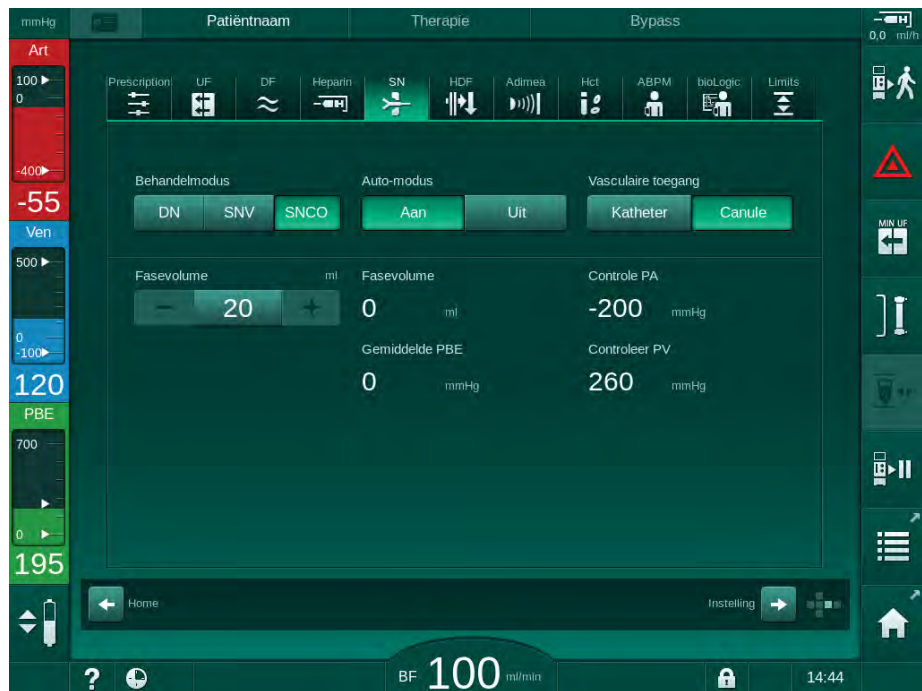 mmHg Patiëntnaam Therapie Bypass
0,0 ml/h
Art
100
0
-400
-55
Ven
500
0
-100
120
PBE
700
0
195
Prescription UF DF Heparin SN HDF Adimea Hct ABPM bioLogic Limits
Behandelmodus Auto-modus Vasculaire toegang
DN SNV SNCO Aan Uit Katheter Canule
Fasevolume ml Fasevolume Controle PA
20 0 ml -200 mmHg
Gemiddelde PBE Controleer PV
0 mmHg 260 mmHg
MIN UF
Home Instelling
? BF 100 ml/min 14:44